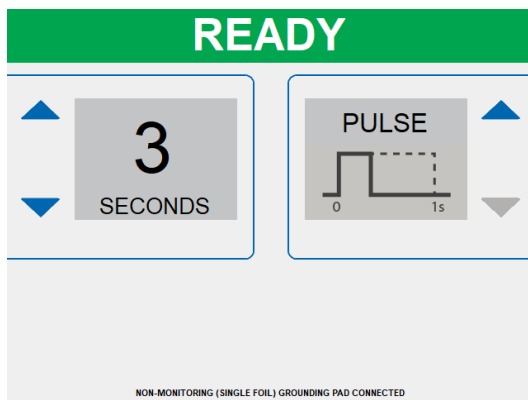 READY
3
SECONDS
PULSE
0 1s
NON-MONITORING (SINGLE FOIL) GROUNDING PAD CONNECTED